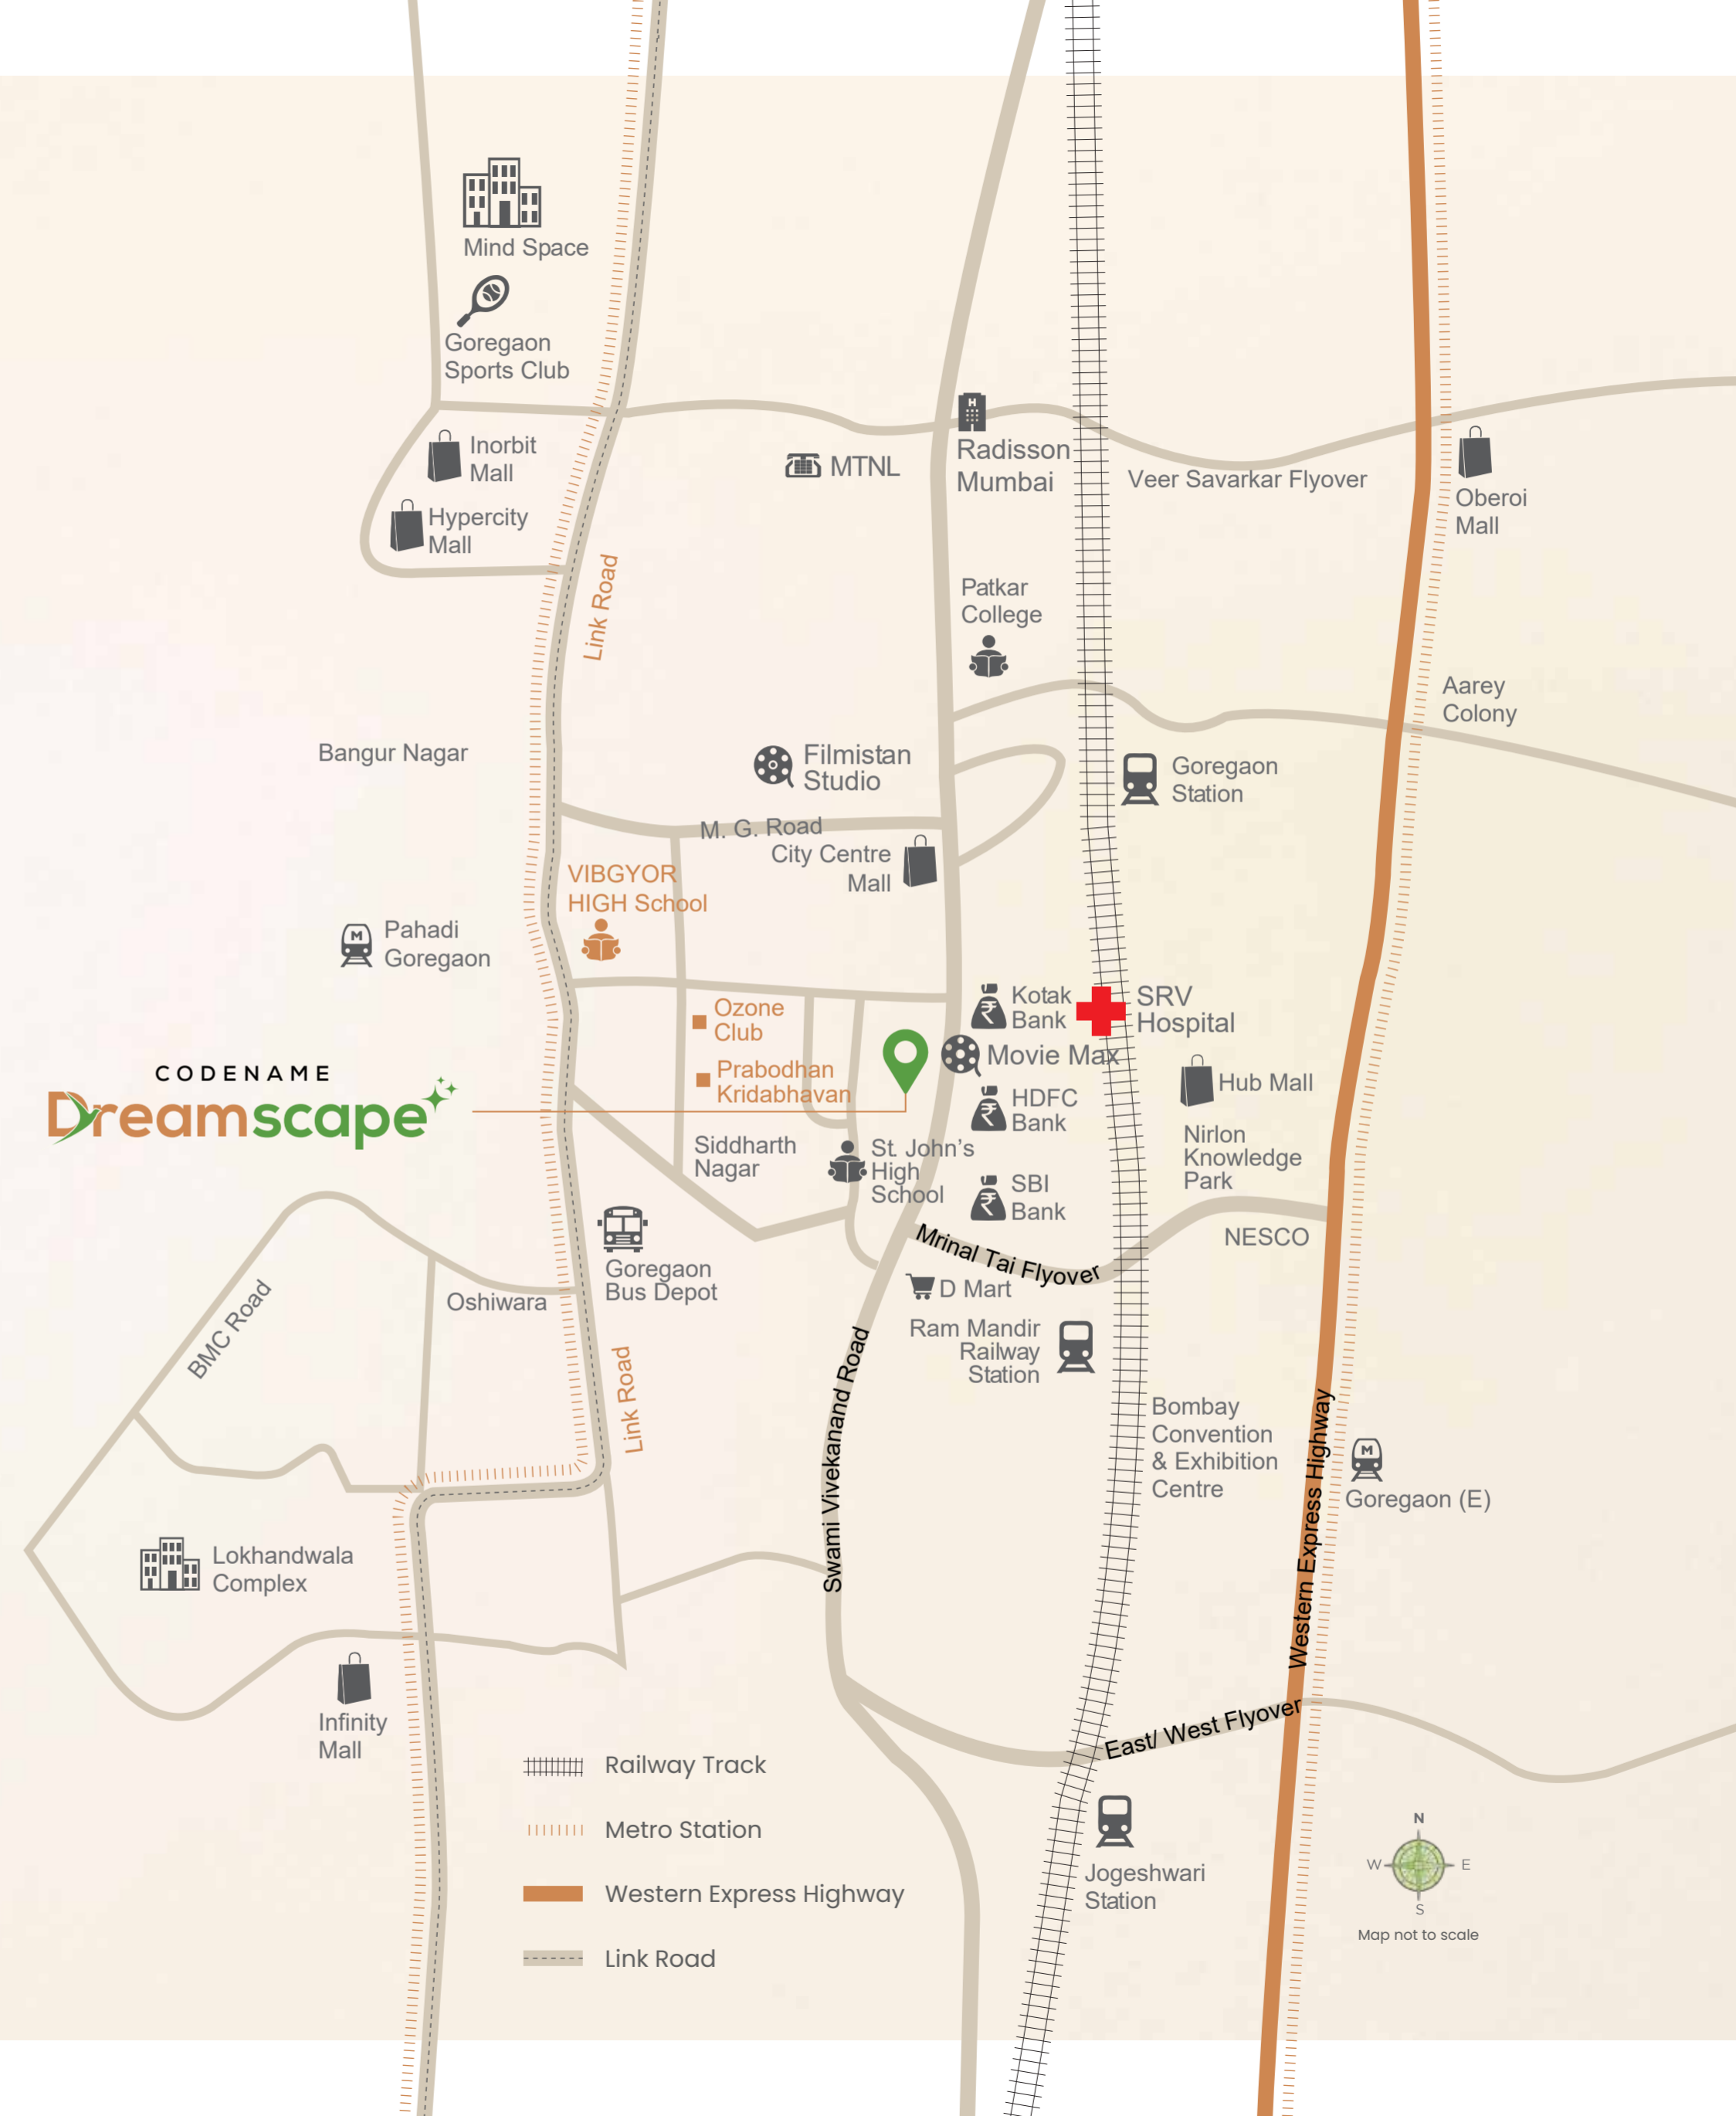 Mind Space
Goregaon
Sports Club
Inorbit
Mall
Hypercity
Mall
MTNL
Radisson
Mumbai
Veer Savarkar Flyover
Oberoi
Mall
Link Road
Patkar
College
Aarey
Colony
Bangur Nagar
Filmistan
Studio
Goregaon
Station
M. G. Road
City Centre
Mall
VIBGYOR
HIGH School
Pahadi
Goregaon
Ozone
Club
Kotak
Bank
SRV
Hospital
Movie Max
Prabodhan
Kridabhavan
Hub Mall
CODENAME
Dreamscape
HDFC
Bank
Siddharth
Nagar
St. John's
High
School
Nirlon
Knowledge
Park
SBI
Bank
NESCO
Mrinal Tai Flyover
Goregaon
Bus Depot
D Mart
Oshiwara
BMC Road
Ram Mandir
Railway
Station
Link Road
Swami Vivekanand Road
Bombay
Convention
& Exhibition
Centre
Western Express Highway
Goregaon (E)
Lokhandwala
Complex
Infinity
Mall
East/ West Flyover
Railway Track
Metro Station
Western Express Highway
Link Road
Jogeshwari
Station
N
W E
S
Map not to scale